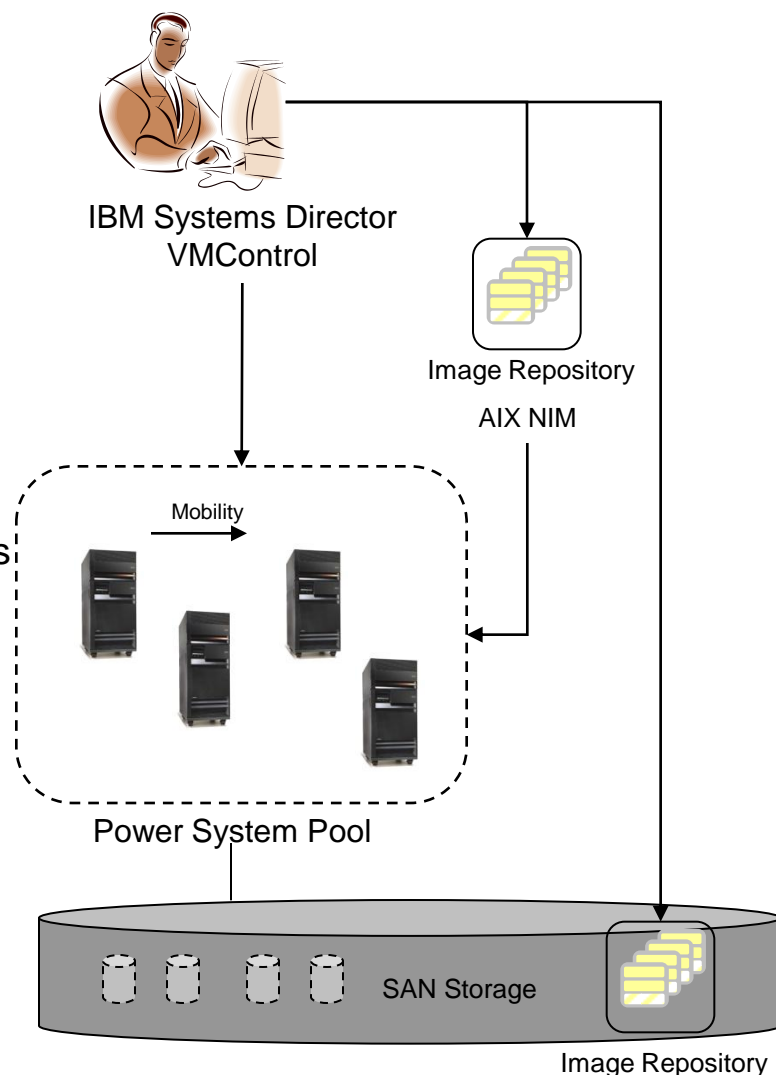 IBM Systems Director
VMControl
Image Repository
AIX NIM
Mobility
s
Power System Pool
SAN Storage
Image Repository